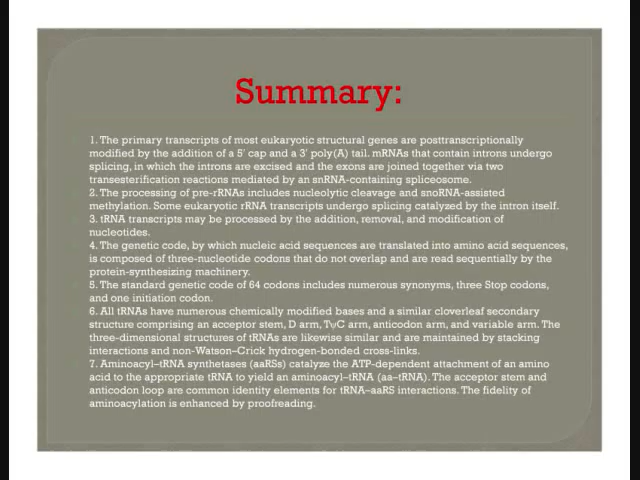 Summary:
1. The primary transcripts of most eukaryotic structural genes are posttranscriptionally
modified by the addition of a 5' cap and a 3' poly(A) tail. mRNAs that contain introns undergo
splicing, in which the introns are excised and the exons are joined together via two
transesterification reactions mediated by an snRNA-containing spliceosome.
2. The processing of pre-rRNAs includes nucleolytic cleavage and snoRNA-assisted
methylation. Some eukaryotic rRNA transcripts undergo splicing catalyzed by the intron itself.
3. tRNA transcripts may be processed by the addition, removal, and modification of
nucleotides.
4. The genetic code, by which nucleic acid sequences are translated into amino acid sequences,
is composed of three-nucleotide codons that do not overlap and are read sequentially by the
protein-synthesizing machinery.
5. The standard genetic code of 64 codons includes numerous synonyms, three Stop codons,
and one initiation codon.
6. All tRNAs have numerous chemically modified bases and a similar cloverleaf secondary
structure comprising an acceptor stem, D arm, TψC arm, anticodon arm, and variable arm. The
three-dimensional structures of tRNAs are likewise similar and are maintained by stacking
interactions and non-Watson–Crick hydrogen-bonded cross-links.
7. Aminoacyl–tRNA synthetases (aaRSs) catalyze the ATP-dependent attachment of an amino
acid to the appropriate tRNA to yield an aminoacyl–tRNA (aa–tRNA). The acceptor stem and
anticodon loop are common identity elements for tRNA–aaRS interactions. The fidelity of
aminoacylation is enhanced by proofreading.